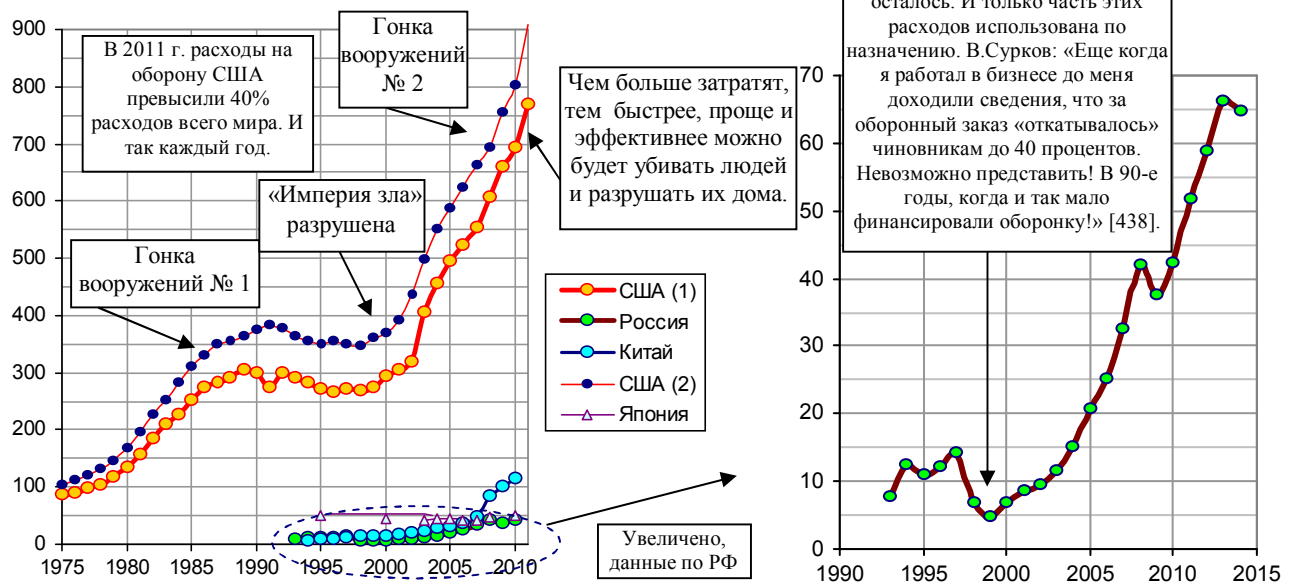 В 2011 г. расходы на
оборону США
превысили 40%
расходов всего мира. И
так каждый год.
Гонка
вооружений
№ 2
«Империя зла»
разрушена
Гонка
вооружений № 1
Чем больше затратят,
тем быстрее, проще и
эффективнее можно
будет убивать людей
и разрушать их дома.
900
800
700
600
500
400
300
200
100
0
1975
1980
1985
1990
1995
2000
2005
2010
США (1)
Россия
Китай
США (2)
Япония
Увеличено,
данные по РФ
осталось. И только часть этих
расходов использована по
назначению. В.Сурков: «Еще когда
я работал в бизнесе до меня
доходили сведения, что за
оборонный заказ «откатывалось»
чиновникам до 40 процентов.
Невозможно представить! В 90-е
годы, когда и так мало
финансировали оборонку!» [438].
70
60
50
40
30
20
10
0
1990
1995
2000
2005
2010
2015